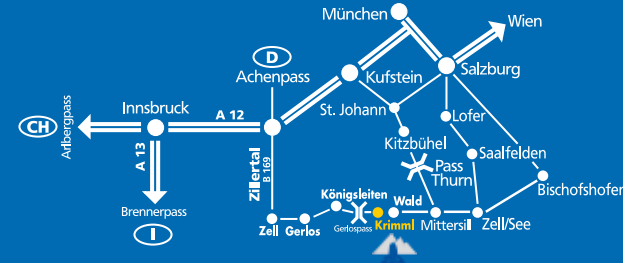 München
Wien
D
Achenpass
Kufstein
Salzburg
Innsbruck
A 12
St. Johann
Lofer
CH
Arlbergpass
A 13
Zillertal
B 169
Kitzbühel
Pass
Thurn
Saalfelden
Bischofshofen
Königsleiten
Brennerpass
I
Zell
Gerlos
Gerlospass
Krimml
Wald
Mittersil
Zell/See